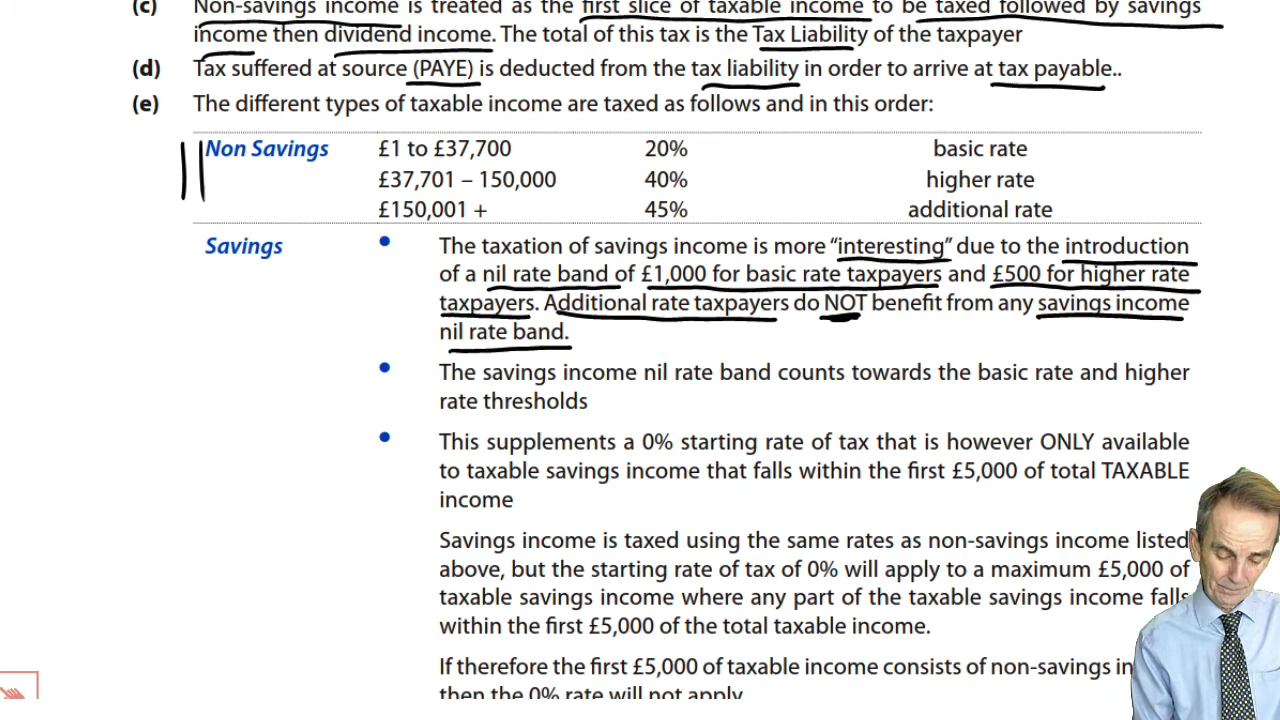 (c) Non-savings income is treated as the first slice of taxable income to be taxed followed by savings
income then dividend income. The total of this tax is the Tax Liability of the taxpayer
(d) Tax suffered at source (PAYE) is deducted from the tax liability in order to arrive at tax payable..
(e) The different types of taxable income are taxed as follows and in this order:
Non Savings £1 to £37,700 20% basic rate
£37,701 – 150,000 40% higher rate
£150,001 + 45% additional rate
Savings • The taxation of savings income is more “interesting” due to the introduction
of a nil rate band of £1,000 for basic rate taxpayers and £500 for higher rate
taxpayers. Additional rate taxpayers do NOT benefit from any savings income
nil rate band.
• The savings income nil rate band counts towards the basic rate and higher
rate thresholds
• This supplements a 0% starting rate of tax that is however ONLY available
to taxable savings income that falls within the first £5,000 of total TAXABLE
income
Savings income is taxed using the same rates as non-savings income listed
above, but the starting rate of tax of 0% will apply to a maximum £5,000 of
taxable savings income where any part of the taxable savings income falls
within the first £5,000 of the total taxable income.
If therefore the first £5,000 of taxable income consists of non-savings in
then the 0% rate will not apply